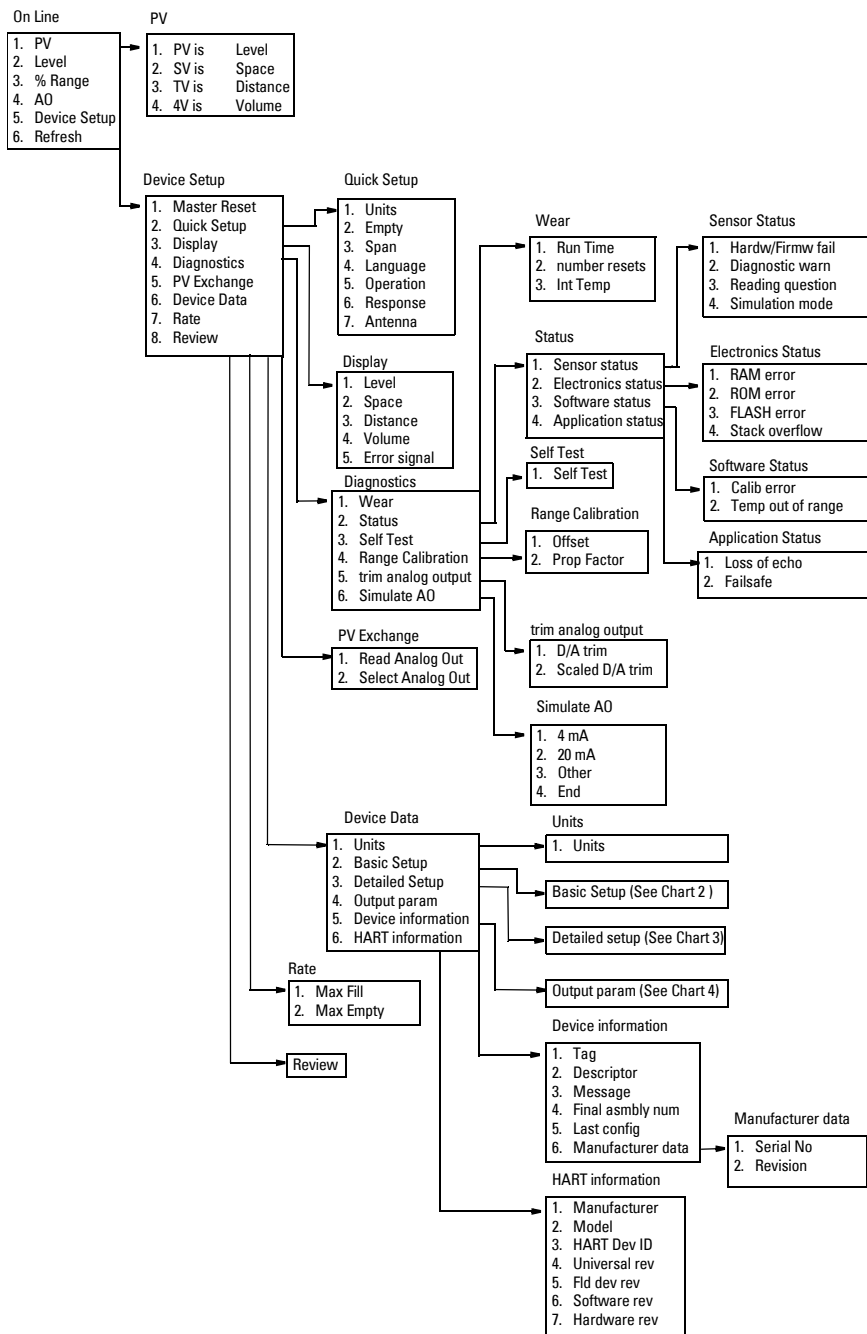 On Line
1. PV
2. Level
3. % Range
4. AO
5. Device Setup
6. Refresh
PV
1. PV is Level
2. SV is Space
3. TV is Distance
4. 4V is Volume
Device Setup
1. Master Reset
2. Quick Setup
3. Display
4. Diagnostics
5. PV Exchange
6. Device Data
7. Rate
8. Review
Quick Setup
1. Units
2. Empty
3. Span
4. Language
5. Operation
6. Response
7. Antenna
Display
1. Level
2. Space
3. Distance
4. Volume
5. Error signal
Diagnostics
1. Wear
2. Status
3. Self Test
4. Range Calibration
5. trim analog output
6. Simulate AO
PV Exchange
1. Read Analog Out
2. Select Analog Out
Wear
1. Run Time
2. number resets
3. Int Temp
Status
1. Sensor status
2. Electronics status
3. Software status
4. Application status
Self Test
1. Self Test
Range Calibration
1. Offset
2. Prop Factor
trim analog output
1. D/A trim
2. Scaled D/A trim
Simulate AO
1. 4 mA
2. 20 mA
3. Other
4. End
Sensor Status
1. Hardw/Firmw fail
2. Diagnostic warn
3. Reading question
4. Simulation mode
Electronics Status
1. RAM error
2. ROM error
3. FLASH error
4. Stack overflow
Software Status
1. Calib error
2. Temp out of range
Application Status
1. Loss of echo
2. Failsafe
Device Data
1. Units
2. Basic Setup
3. Detailed Setup
4. Output param
5. Device information
6. HART information
Units
1. Units
Basic Setup (See Chart 2 )
Detailed setup (See Chart 3)
Output param (See Chart 4)
Rate
1. Max Fill
2. Max Empty
Review
Device information
1. Tag
2. Descriptor
3. Message
4. Final asmbly num
5. Last config
6. Manufacturer data
Manufacturer data
1. Serial No
2. Revision
HART information
1. Manufacturer
2. Model
3. HART Dev ID
4. Universal rev
5. Fld dev rev
6. Software rev
7. Hardware rev